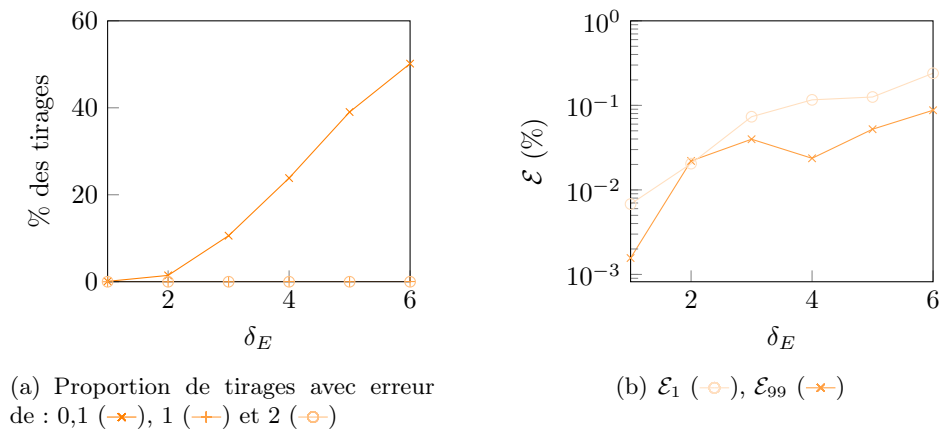 60
40
20
0
2
4
6
% des tirages
δ_E
(a) Proportion de tirages avec erreur
de : 0,1 (×), 1 (+) et 2 (○)
10^0
10^−1
10^−2
10^−3
2
4
6
ℰ (%)
δ_E
(b) ℰ_1 (○), ℰ_99 (×)